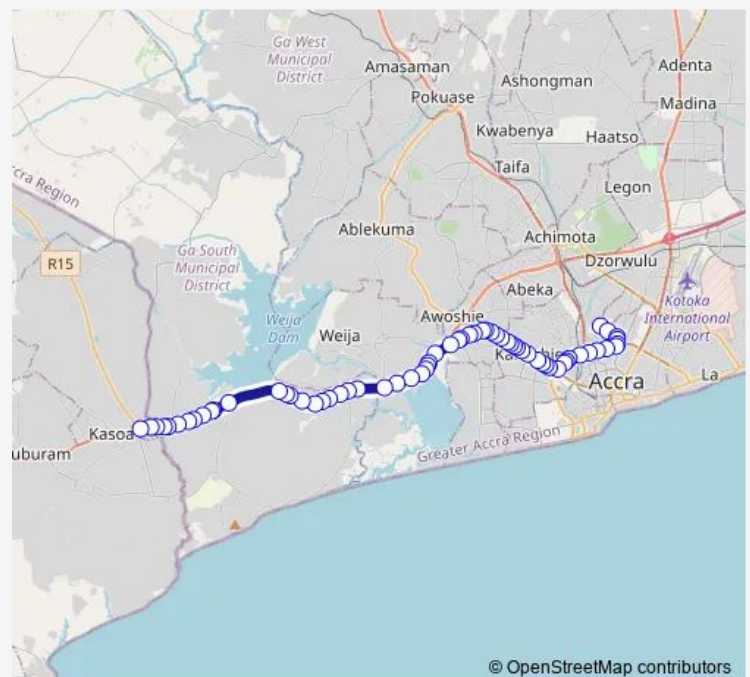 Ga West
Municipal
District
Amasaman
Adenta
Ashongman
Pokuase
Madina
Kwabenya
Haatso
Taifa
Legon
cra Region
Ablekuma
Achimota
Ga South
Municipal
District
Dzorwulu
R15
Abeka
Kotoka
International
Airport
Weija
Dam
Weija
Awoshie
Accra
La
Kasoa
uburam
Greater Accra Region
© OpenStreetMap contributors